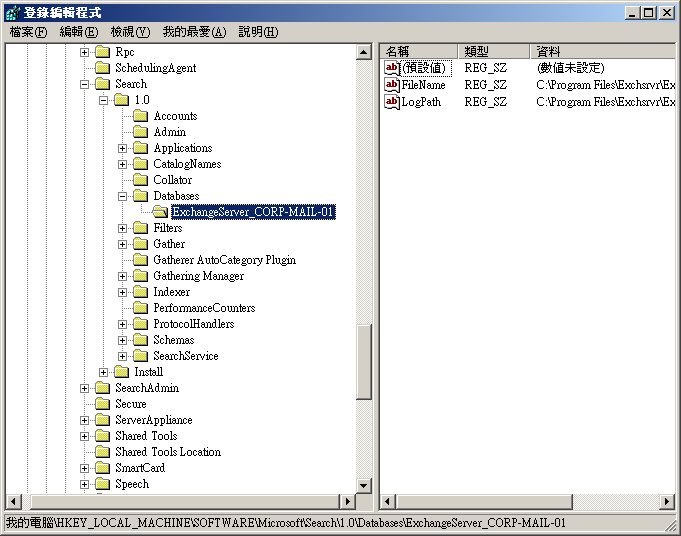 登錄編輯程式
檔案(F) 編輯(E) 檢視(V) 我的最愛(A) 說明(H)
Rpc
SchedulingAgent
Search
1.0
Accounts
Admin
Applications
CatalogNames
Collator
Databases
ExchangeServer_CORP-MAIL-01
Filters
Gather
Gatherer AutoCategory Plugin
Gathering Manager
Indexer
PerformanceCounters
ProtocolHandlers
Schemas
SearchService
Install
SearchAdmin
Secure
ServerAppliance
Shared Tools
Shared Tools Location
SmartCard
Speech
名稱 類型 資料
(預設值) REG_SZ (數值未設定)
FileName REG_SZ C:\Program Files\Exchsrvr\Ex
LogPath REG_SZ C:\Program Files\Exchsrvr\Ex
我的電腦\HKEY_LOCAL_MACHINE\SOFTWARE\Microsoft\Search\1.0\Databases\ExchangeServer_CORP-MAIL-01